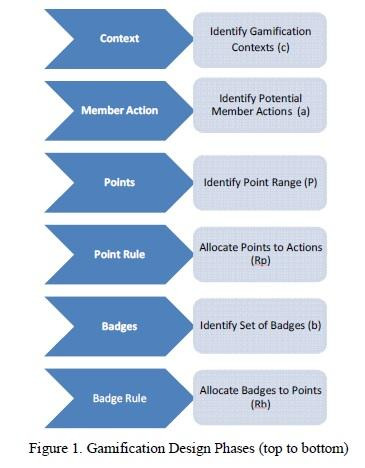 Context
Identify Gamification
Contexts (c)
Member Action
Identify Potential
Member Actions (a)
Points
Identify Point Range (P)
Point Rule
Allocate Points to Actions
(Rp)
Badges
Identify Set of Badges (b)
Badge Rule
Allocate Badges to Points
(Rb)
Figure 1. Gamification Design Phases (top to bottom)